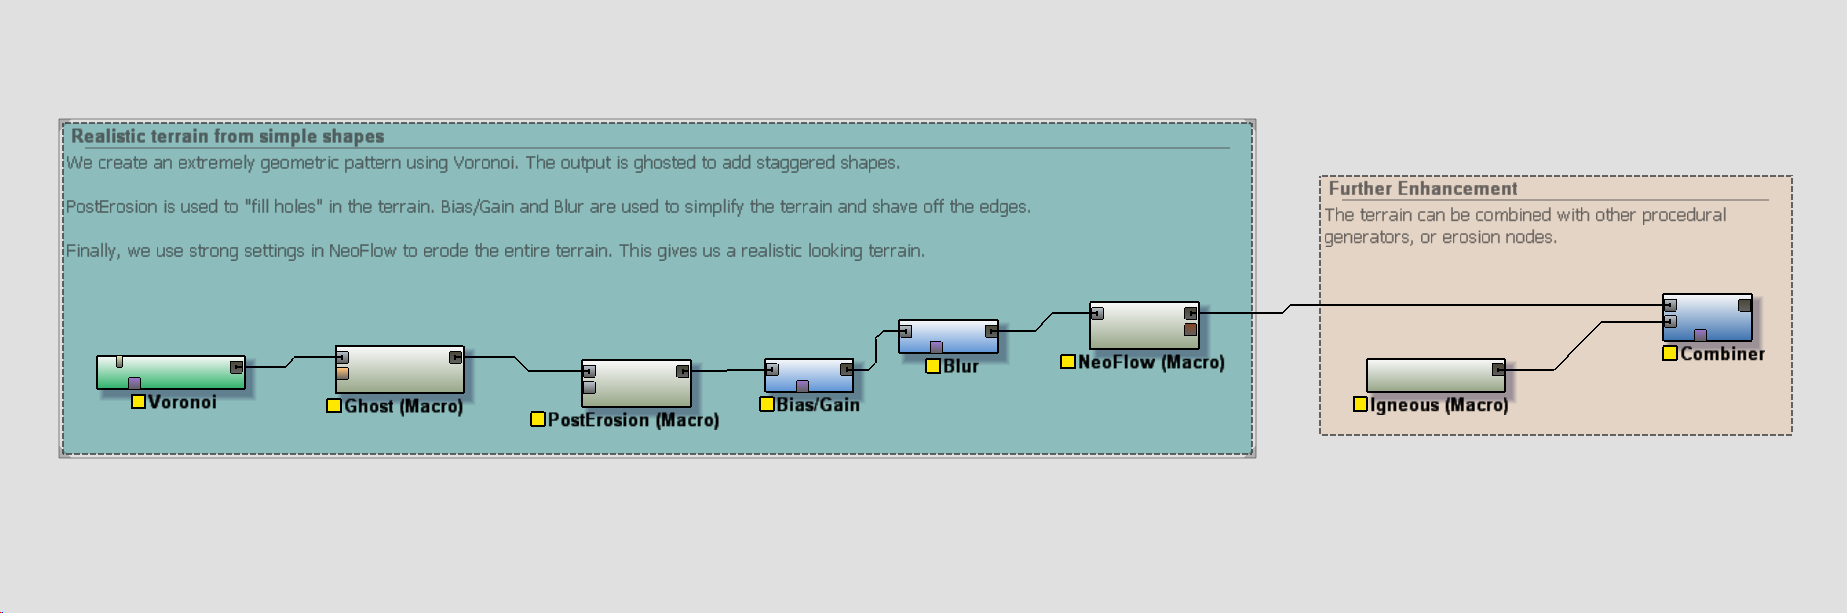 Realistic terrain from simple shapes
We create an extremely geometric pattern using Voronoi. The output is ghosted to add staggered shapes.
PostErosion is used to "fill holes" in the terrain. Bias/Gain and Blur are used to simplify the terrain and shave off the edges.
Finally, we use strong settings in NeoFlow to erode the entire terrain. This gives us a realistic looking terrain.
Voronoi
Ghost (Macro)
PostErosion (Macro)
Bias/Gain
Blur
NeoFlow (Macro)
Further Enhancement
The terrain can be combined with other procedural
generators, or erosion nodes.
Igneous (Macro)
Combiner